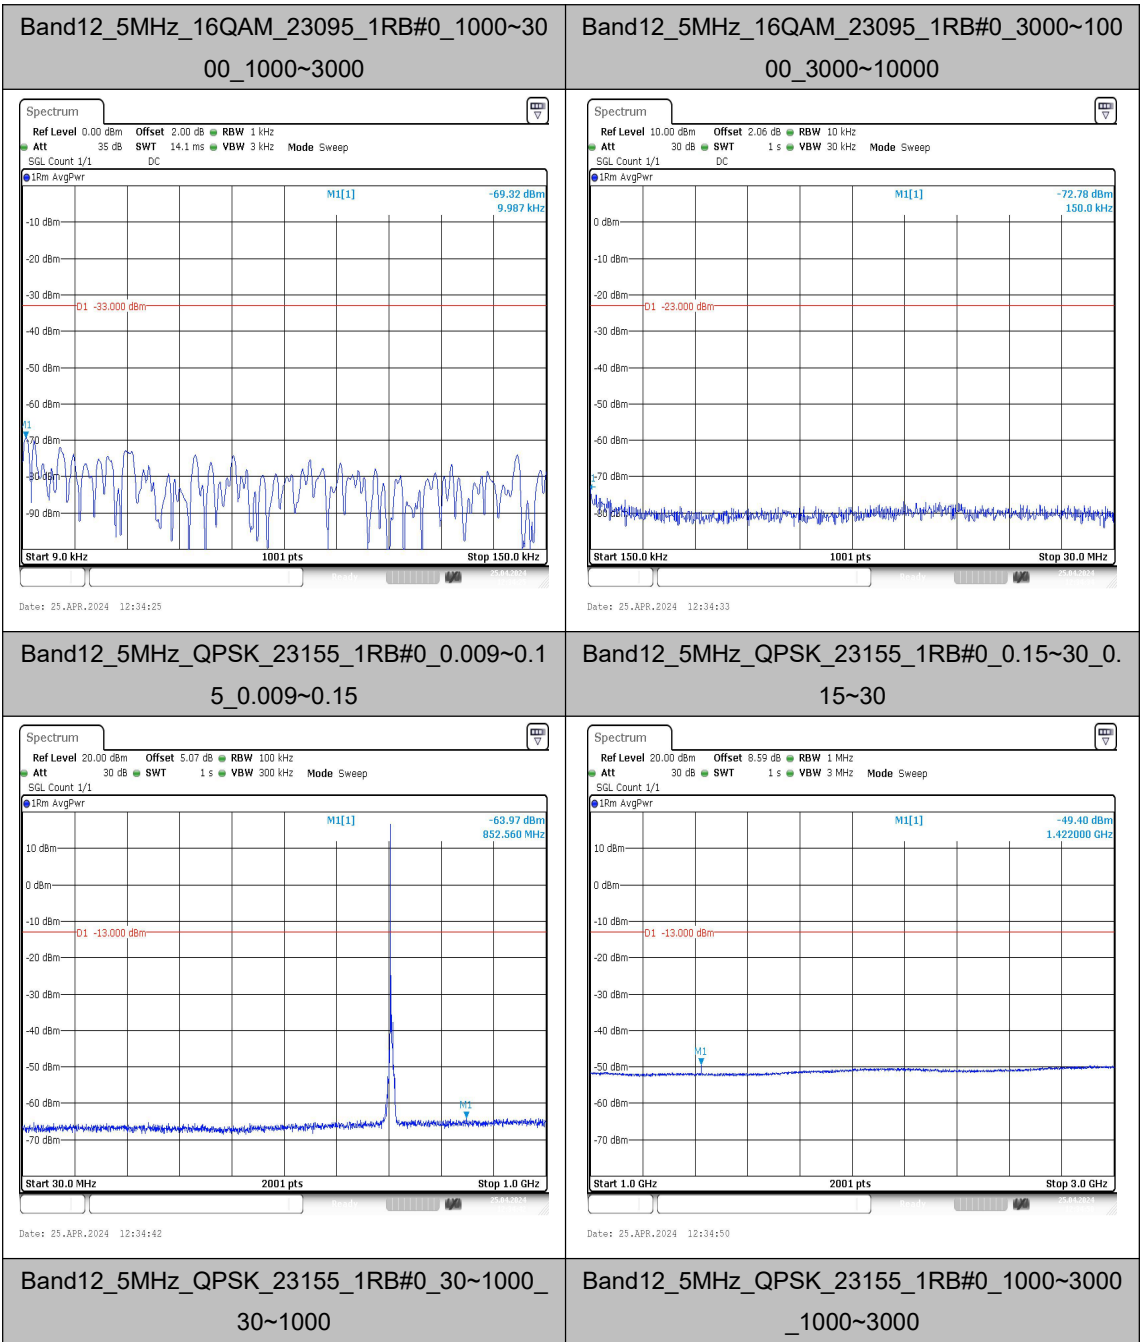 Band12_5MHz_16QAM_23095_1RB#0_1000~30
00_1000~3000
Band12_5MHz_16QAM_23095_1RB#0_3000~100
00_3000~10000
Spectrum
Ref Level 0.00 dBm Offset 2.00 dB RBW 1 kHz
Att 35 dB SWT 14.1 ms VBW 3 kHz Mode Sweep
SGL Count 1/1 DC
1Rm AvgPwr
M1[1] -69.32 dBm
9.987 kHz
-10 dBm
-20 dBm
-30 dBm
D1 -33.000 dBm
-40 dBm
-50 dBm
-60 dBm
M1
-70 dBm
-80 dBm
-90 dBm
Start 9.0 kHz 1001 pts Stop 150.0 kHz
Ready
25.04.2024
Date: 25.APR.2024 12:34:25
Spectrum
Ref Level 10.00 dBm Offset 2.06 dB RBW 10 kHz
Att 30 dB SWT 1 s VBW 30 kHz Mode Sweep
SGL Count 1/1 DC
1Rm AvgPwr
M1[1] -72.78 dBm
150.0 kHz
0 dBm
-10 dBm
-20 dBm
D1 -23.000 dBm
-30 dBm
-40 dBm
-50 dBm
-60 dBm
-70 dBm
-80 dBm
Start 150.0 kHz 1001 pts Stop 30.0 MHz
25.04.2024
Date: 25.APR.2024 12:34:33
Band12_5MHz_QPSK_23155_1RB#0_0.009~0.1
5_0.009~0.15
Band12_5MHz_QPSK_23155_1RB#0_0.15~30_0.
15~30
Spectrum
Ref Level 20.00 dBm Offset 5.07 dB RBW 100 kHz
Att 30 dB SWT 1 s VBW 300 kHz Mode Sweep
SGL Count 1/1
1Rm AvgPwr
M1[1] -63.97 dBm
852.560 MHz
10 dBm
0 dBm
-10 dBm
D1 -13.000 dBm
-20 dBm
-30 dBm
-40 dBm
-50 dBm
-60 dBm
M1
-70 dBm
Start 30.0 MHz 2001 pts Stop 1.0 GHz
25.04.2024
Date: 25.APR.2024 12:34:42
Spectrum
Ref Level 20.00 dBm Offset 8.59 dB RBW 1 MHz
Att 30 dB SWT 1 s VBW 3 MHz Mode Sweep
SGL Count 1/1
1Rm AvgPwr
M1[1] -49.40 dBm
1.422000 GHz
10 dBm
0 dBm
-10 dBm
D1 -13.000 dBm
-20 dBm
-30 dBm
-40 dBm
M1
-50 dBm
-60 dBm
-70 dBm
Start 1.0 GHz 2001 pts Stop 3.0 GHz
25.04.2024
Date: 25.APR.2024 12:34:50
Band12_5MHz_QPSK_23155_1RB#0_30~1000_
30~1000
Band12_5MHz_QPSK_23155_1RB#0_1000~3000
_1000~3000